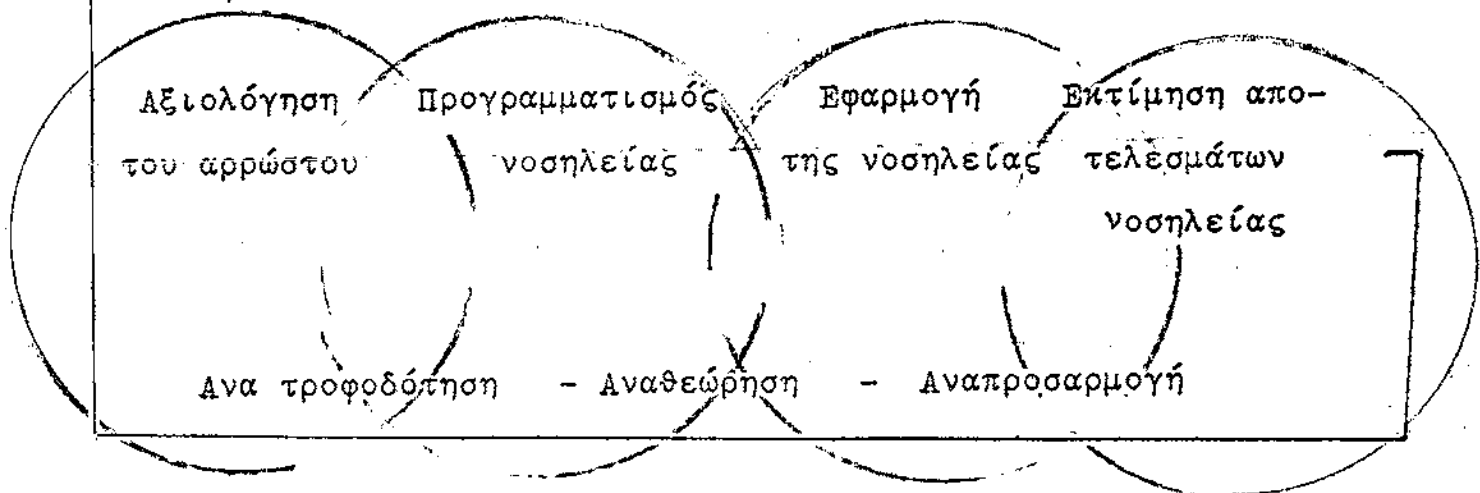 Αξιολόγηση Προγραμματισμός Εφαρμογή Εκτίμηση απο-
του αρρώστου νοσηλείας της νοσηλείας τελεσμάτων
νοσηλείας
Ανα τροφοδότηση - Αναθεώρηση - Αναπροσαρμογή